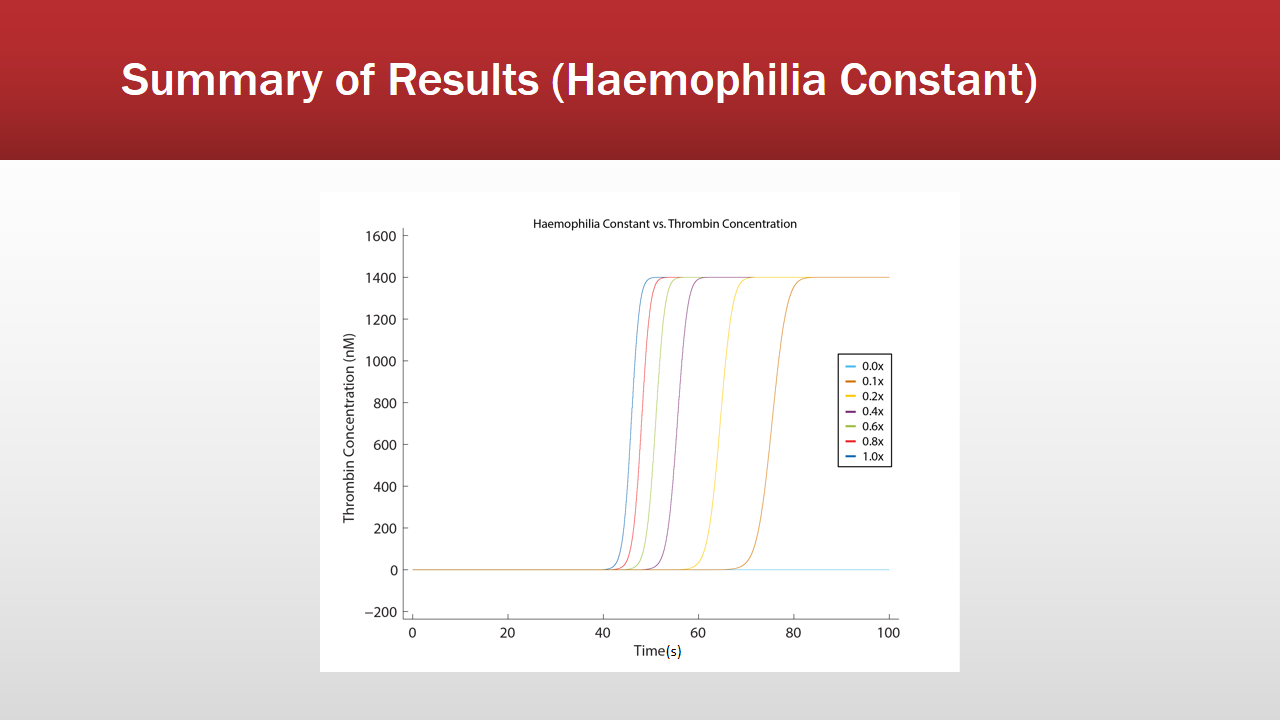 Summary of Results (Haemophilia Constant)
Haemophilia Constant vs. Thrombin Concentration
1600
1400
1200
1000
800
600
400
200
0
−200
Thrombin Concentration (nM)
0.0x
0.1x
0.2x
0.4x
0.6x
0.8x
1.0x
0 20 40 60 80 100
Time(s)